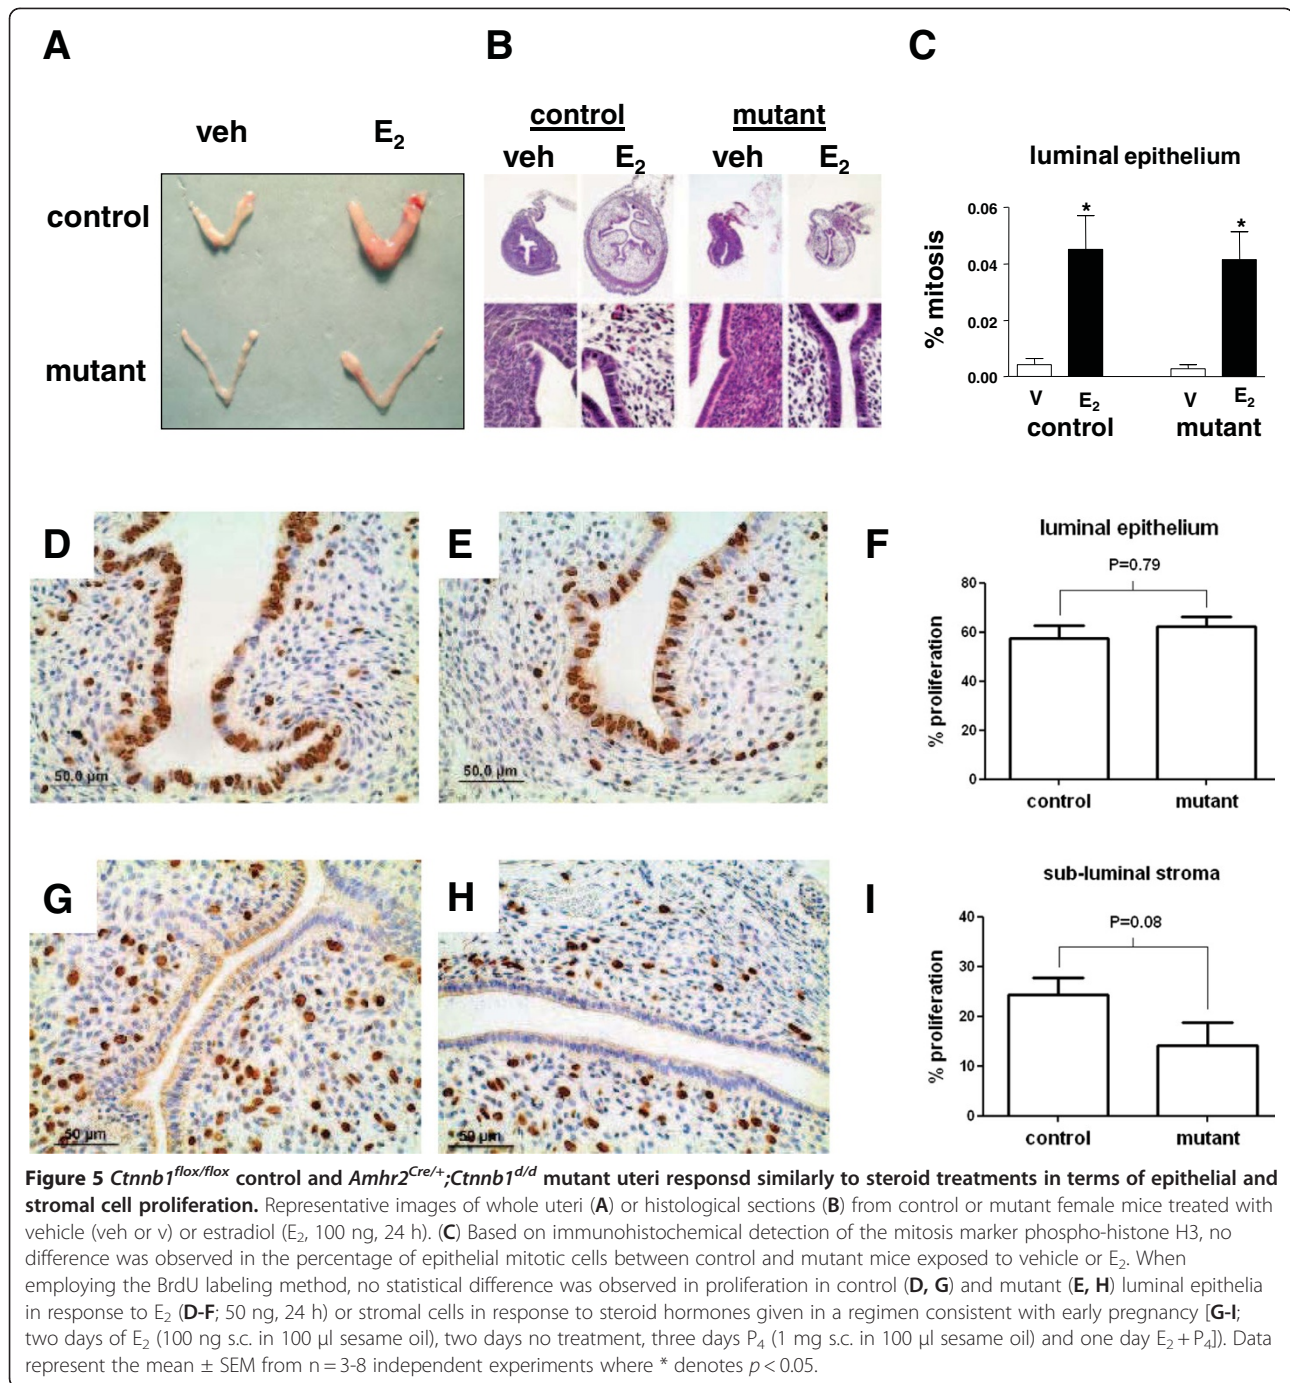 A
B
C
control
mutant
veh
E₂
veh
E₂
veh
E₂
control
mutant
luminal epithelium
% mitosis
0.06
0.04
0.02
0.00
*
*
V
E₂
V
E₂
control
mutant
D
50.0 µm
E
50.0 µm
F
luminal epithelium
P=0.79
% proliferation
80
60
40
20
0
control
mutant
G
50 µm
H
50 µm
I
sub-luminal stroma
P=0.08
% proliferation
40
30
20
10
0
control
mutant
Figure 5 Ctnnb1^flox/flox control and Amhr2^Cre/+;Ctnnb1^d/d mutant uteri responsd similarly to steroid treatments in terms of epithelial and
stromal cell proliferation. Representative images of whole uteri (A) or histological sections (B) from control or mutant female mice treated with
vehicle (veh or v) or estradiol (E₂, 100 ng, 24 h). (C) Based on immunohistochemical detection of the mitosis marker phospho-histone H3, no
difference was observed in the percentage of epithelial mitotic cells between control and mutant mice exposed to vehicle or E₂. When
employing the BrdU labeling method, no statistical difference was observed in proliferation in control (D, G) and mutant (E, H) luminal epithelia
in response to E₂ (D-F; 50 ng, 24 h) or stromal cells in response to steroid hormones given in a regimen consistent with early pregnancy [G-I;
two days of E₂ (100 ng s.c. in 100 µl sesame oil), two days no treatment, three days P₄ (1 mg s.c. in 100 µl sesame oil) and one day E₂ + P₄]). Data
represent the mean ± SEM from n = 3-8 independent experiments where * denotes p < 0.05.